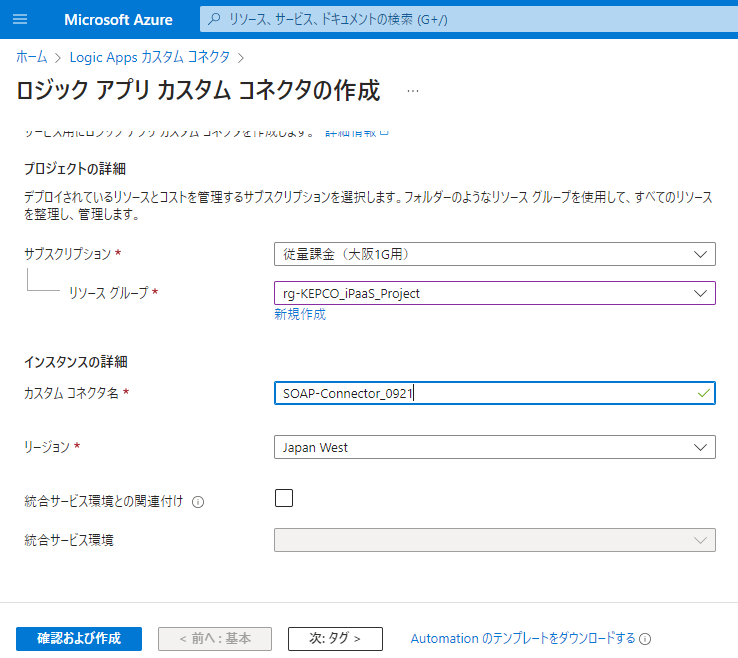 Microsoft Azure
リソース、サービス、ドキュメントの検索 (G+/)
ホーム > Logic Apps カスタム コネクタ >
ロジック アプリ カスタム コネクタの作成 ...
サービス用にロジック アプリ カスタム コネクタを作成します。 詳細情報
プロジェクトの詳細
デプロイされているリソースとコストを管理するサブスクリプションを選択します。フォルダーのようなリソース グループを使用して、すべてのリソース
を整理し、管理します。
サブスクリプション * 従量課金（大阪1G用）
リソース グループ * rg-KEPCO_iPaaS_Project
新規作成
インスタンスの詳細
カスタム コネクタ名 * SOAP-Connector_0921
リージョン * Japan West
統合サービス環境との関連付け
統合サービス環境
確認および作成 < 前へ : 基本 次: タグ > Automation のテンプレートをダウンロードする